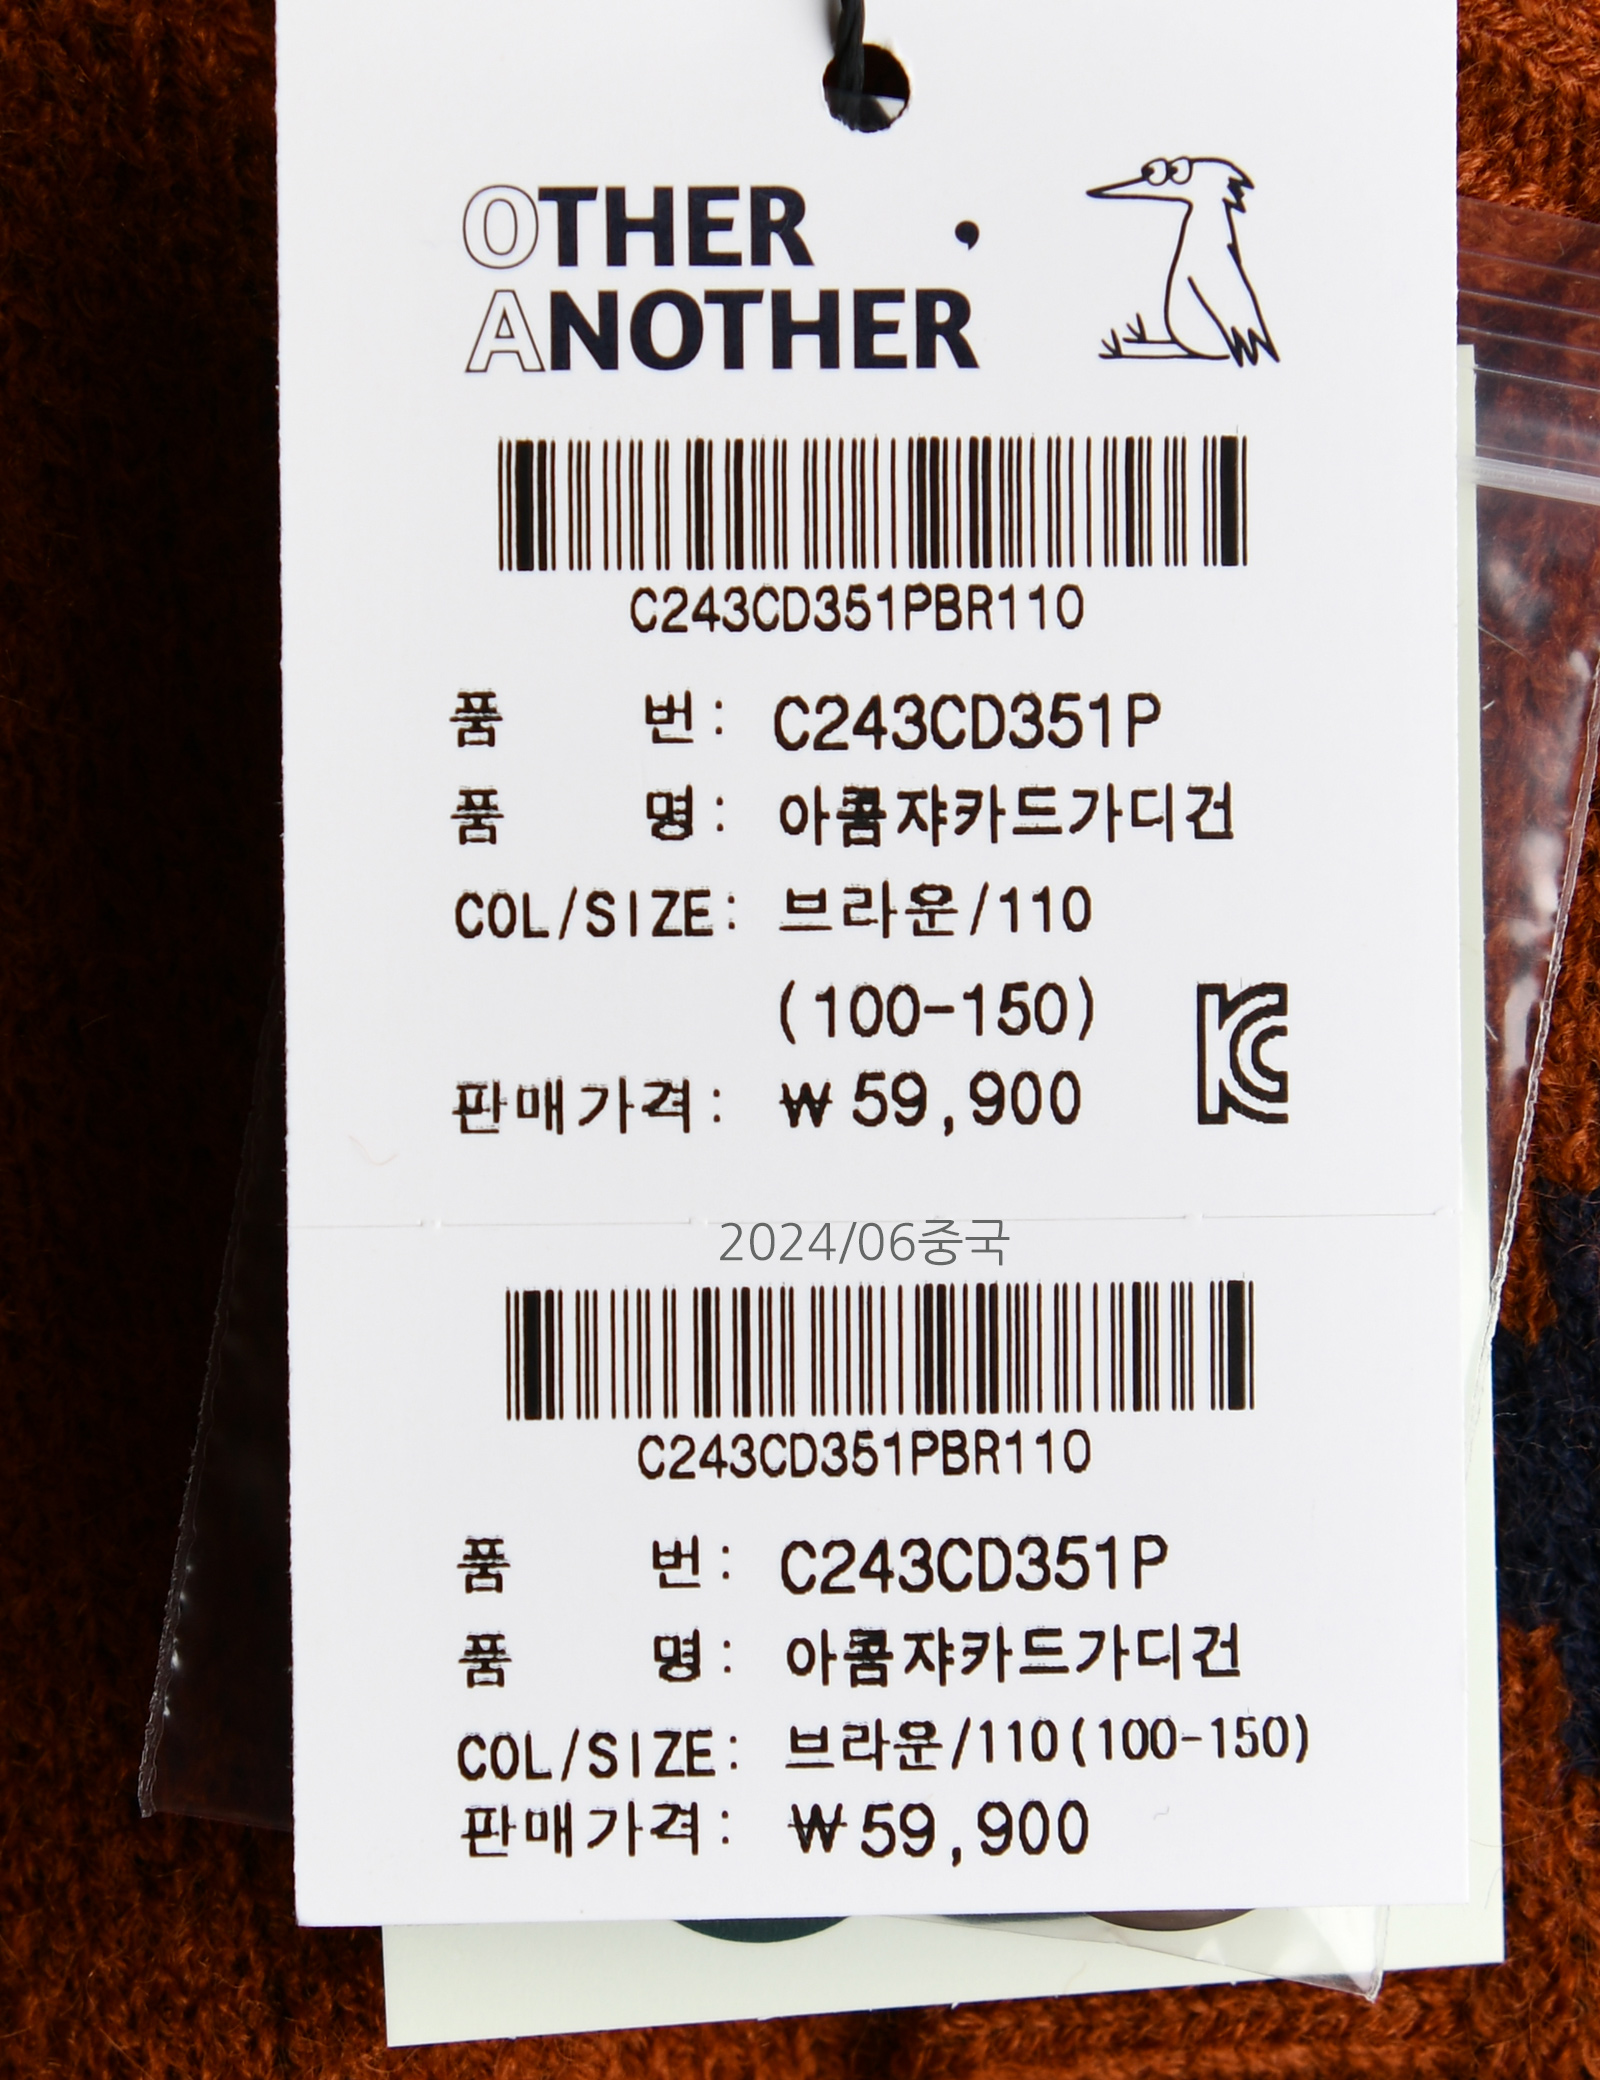 OTHER
ANOTHER
C243CD351PBR110
품 번: C243CD351P
품 명: 아콤쟈카드가디건
COL/SIZE: 브라운/110
(100-150)
판매가격: ₩59,900
2024/06중국
C243CD351PBR110
품 번: C243CD351P
품 명: 아콤쟈카드가디건
COL/SIZE: 브라운/110(100-150)
판매가격: ₩59,900